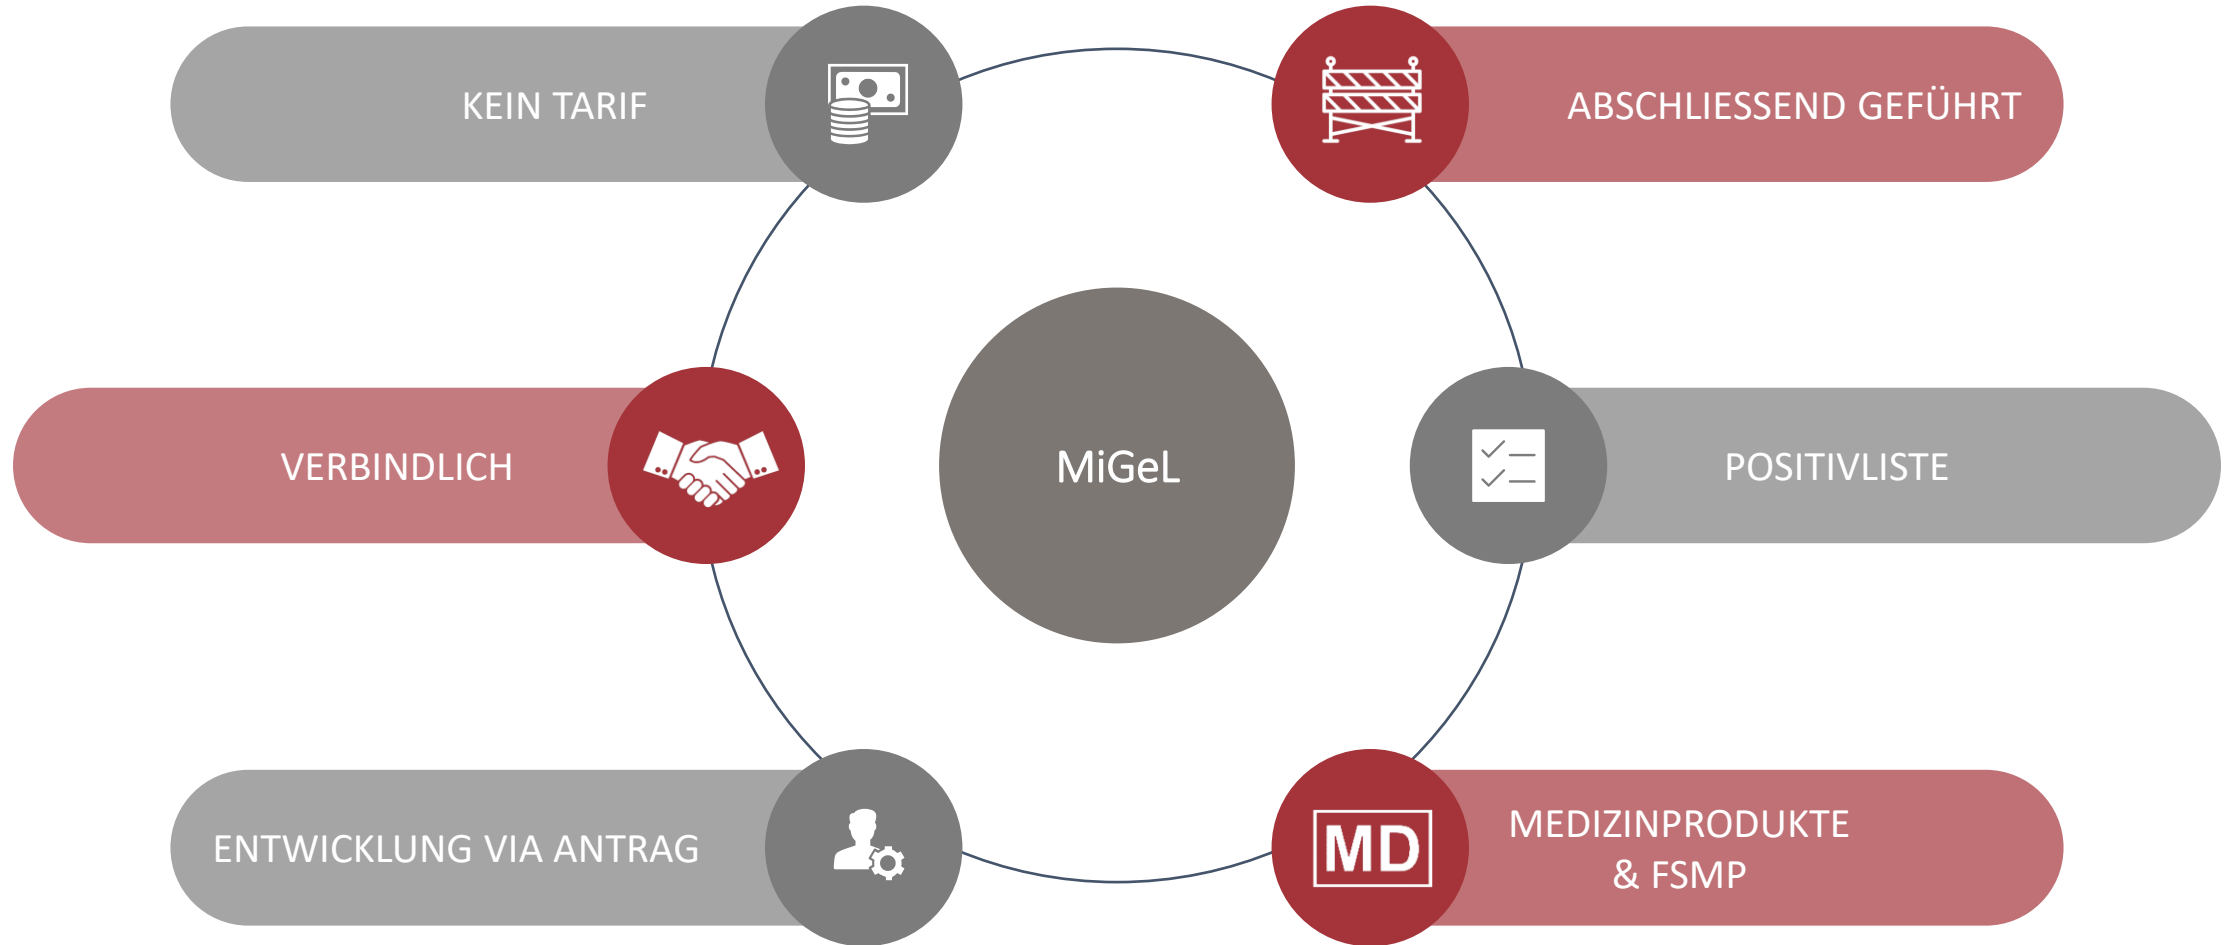 KEIN TARIF
ABSCHLIESSEND GEFÜHRT
VERBINDLICH
MiGeL
POSITIVLISTE
ENTWICKLUNG VIA ANTRAG
MD
MEDIZINPRODUKTE
& FSMP